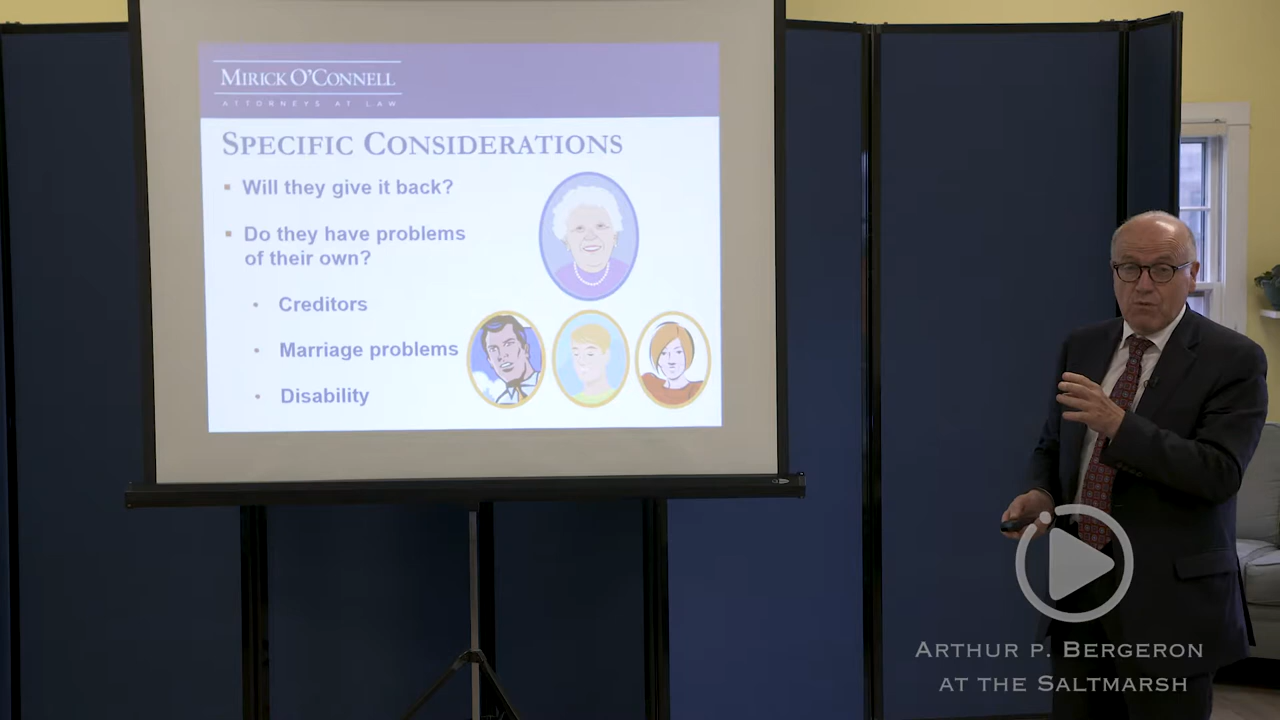 MIRICK O'CONNELL
ATTORNEYS AT LAW
SPECIFIC CONSIDERATIONS
Will they give it back?
Do they have problems
of their own?
Creditors
Marriage problems
Disability
ARTHUR P. BERGERON
AT THE SALTMARSH